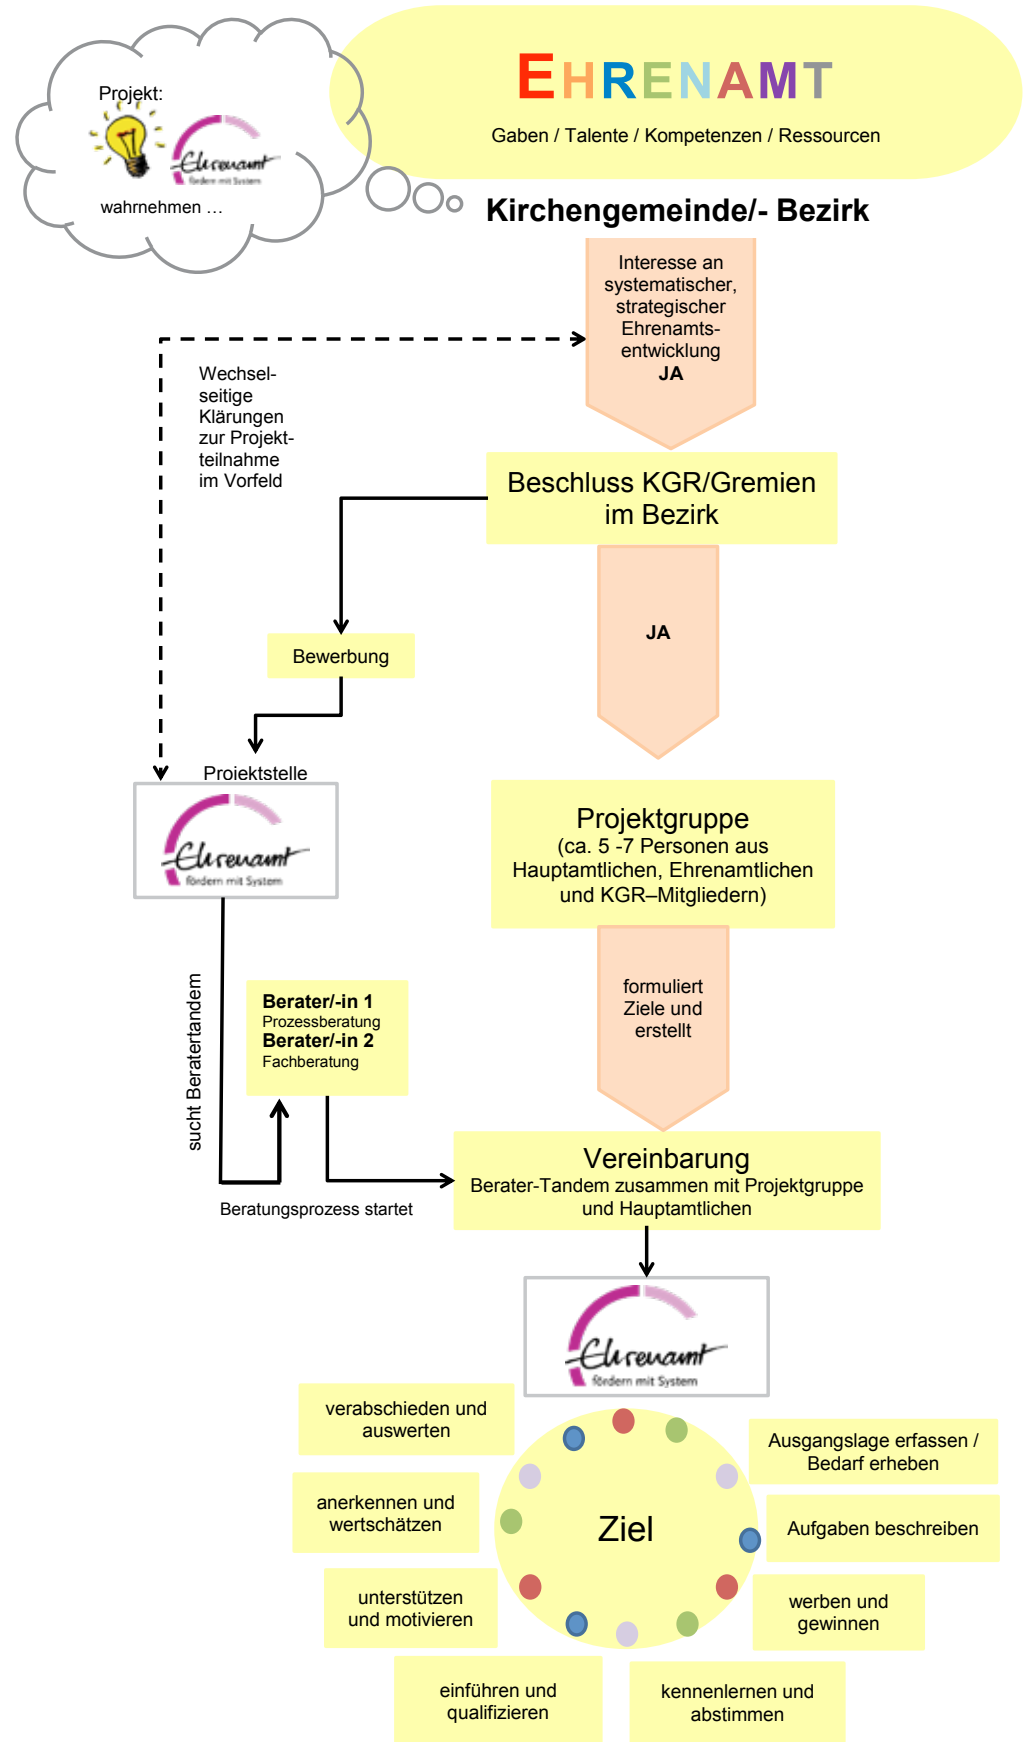 Projekt:
Ehrenamt
fördern mit System
wahrnehmen …
EHRENAMT
Gaben / Talente / Kompetenzen / Ressourcen
Kirchengemeinde/- Bezirk
Interesse an
systematischer,
strategischer
Ehrenamts-
entwicklung
JA
Wechsel-
seitige
Klärungen
zur Projekt-
teilnahme
im Vorfeld
Beschluss KGR/Gremien
im Bezirk
JA
Bewerbung
Projektstelle
Ehrenamt
fördern mit System
Projektgruppe
(ca. 5 -7 Personen aus
Hauptamtlichen, Ehrenamtlichen
und KGR–Mitgliedern)
formuliert
Ziele und
erstellt
sucht Beratertandem
Berater/-in 1
Prozessberatung
Berater/-in 2
Fachberatung
Beratungsprozess startet
Vereinbarung
Berater-Tandem zusammen mit Projektgruppe
und Hauptamtlichen
Ehrenamt
fördern mit System
verabschieden und
auswerten
Ausgangslage erfassen /
Bedarf erheben
anerkennen und
wertschätzen
Ziel
Aufgaben beschreiben
unterstützen
und motivieren
werben und
gewinnen
einführen und
qualifizieren
kennenlernen und
abstimmen